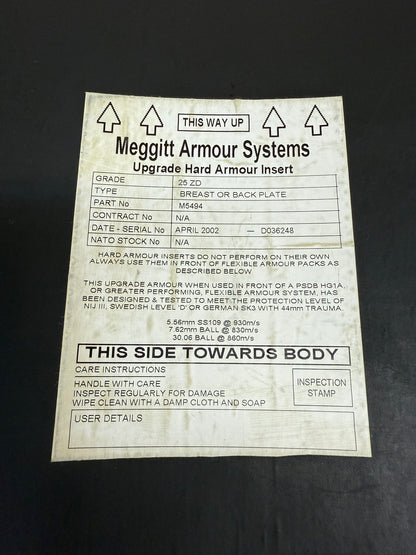 THIS WAY UP
Meggitt Armour Systems
Upgrade Hard Armour Insert
GRADE 25 ZD
TYPE BREAST OR BACK PLATE
PART No M5494
CONTRACT No N/A
DATE - SERIAL No APRIL 2002 — D036248
NATO STOCK No N/A
HARD ARMOUR INSERTS DO NOT PERFORM ON THEIR OWN
ALWAYS USE THEM IN FRONT OF FLEXIBLE ARMOUR PACKS AS
DESCRIBED BELOW
THIS UPGRADE ARMOUR WHEN USED IN FRONT OF A PSDB HG1A,
OR GREATER PERFORMING, FLEXIBLE ARMOUR SYSTEM, HAS
BEEN DESIGNED & TESTED TO MEET THE PROTECTION LEVEL OF
NIJ III, SWEDISH LEVEL 'D' OR GERMAN SK3 WITH 44mm TRAUMA.
5.56mm SS109 @ 930m/s
7.62mm BALL @ 830m/s
30.06 BALL @ 860m/s
THIS SIDE TOWARDS BODY
CARE INSTRUCTIONS
HANDLE WITH CARE
INSPECT REGULARLY FOR DAMAGE
WIPE CLEAN WITH A DAMP CLOTH AND SOAP
INSPECTION
STAMP
USER DETAILS